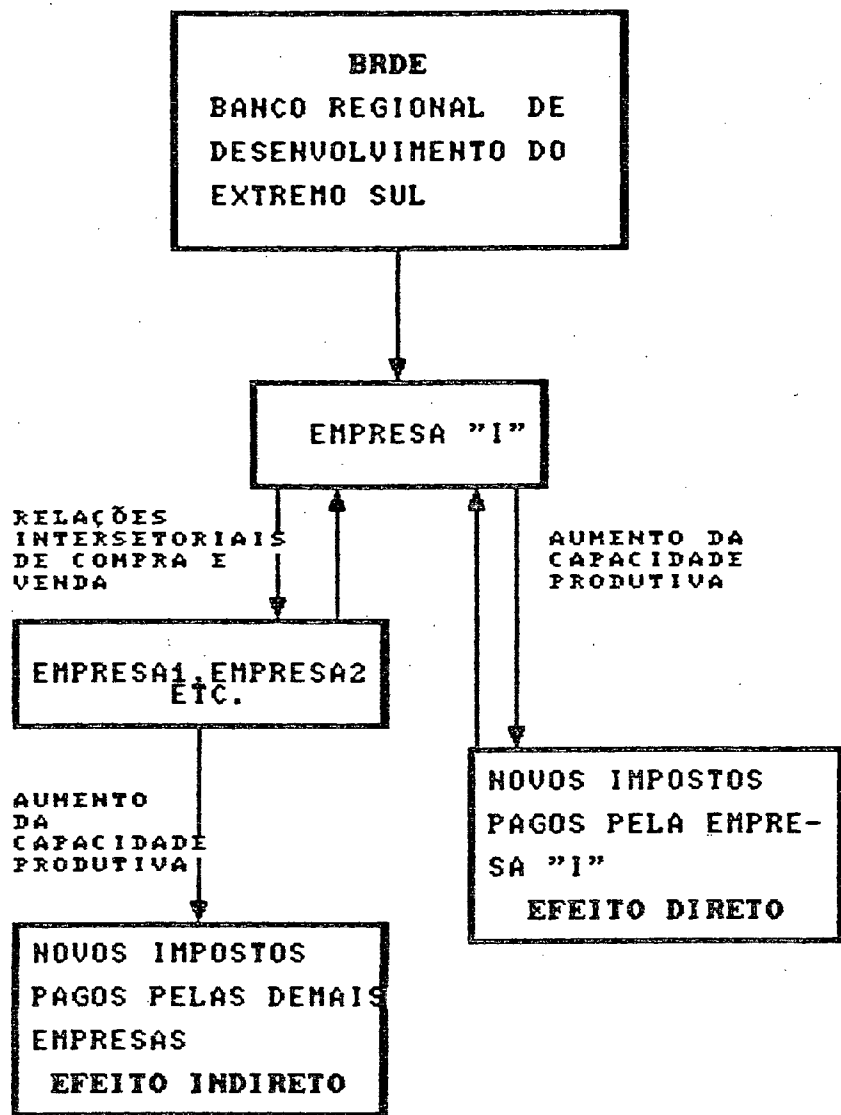 BRDE
BANCO REGIONAL DE
DESENVOLVIMENTO DO
EXTREMO SUL
EMPRESA "I"
RELAÇÕES
INTERSETORIAIS
DE COMPRA E
VENDA
AUMENTO DA
CAPACIDADE
PRODUTIVA
EMPRESA1.EMPRESA2
ETC.
AUMENTO
DA
CAPACIDADE
PRODUTIVA
NOVOS IMPOSTOS
PAGOS PELA EMPRE-
SA "I"
EFEITO DIRETO
NOVOS IMPOSTOS
PAGOS PELAS DEMAIS
EMPRESAS
EFEITO INDIRETO